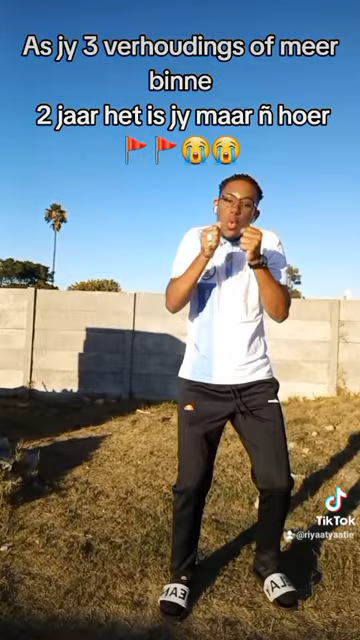 As jy 3 verhoudings of meer
binne
2 jaar het is jy maar ñ hoer
🚩🚩😭😭
TikTok
@riyaatyaatie